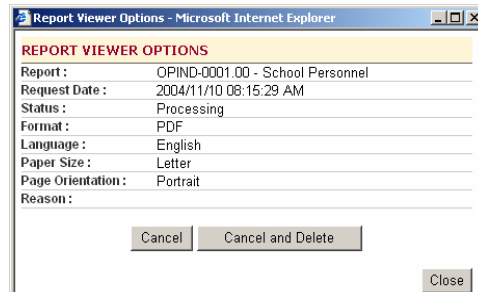 Report Viewer Options - Microsoft Internet Explorer
REPORT VIEWER OPTIONS
Report : OPIND-0001.00 - School Personnel
Request Date : 2004/11/10 08:15:29 AM
Status : Processing
Format : PDF
Language : English
Paper Size : Letter
Page Orientation : Portrait
Reason :
Cancel Cancel and Delete
Close